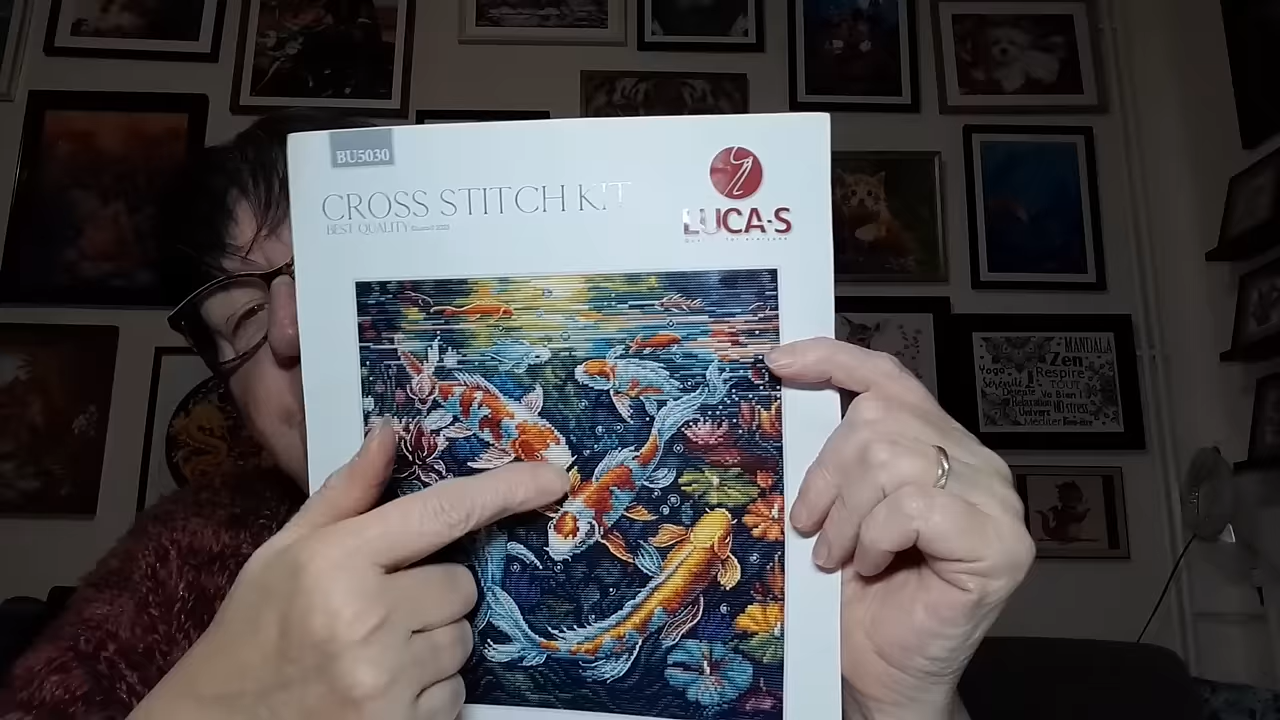 BU5030
CROSS STITCH KIT
BEST QUALITY
LUCA-S
MANDALA
Zen
Yoga
Respire
Sérénité
TOUT
Détente
Va Bien !
Relaxation
Univers
NO stress
Méditer